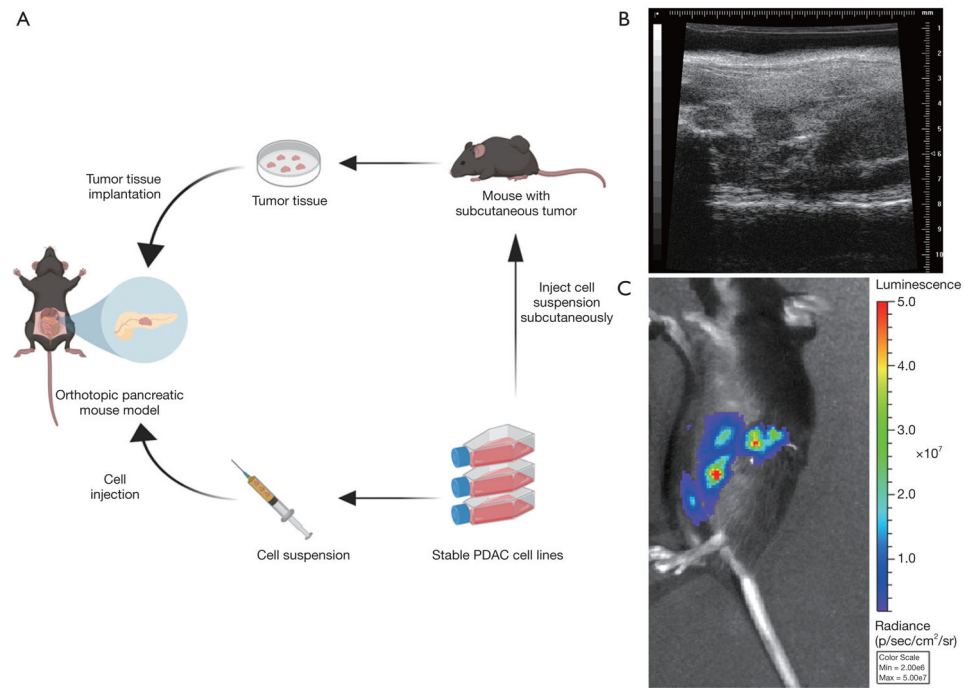 A
Tumor tissue
implantation
Tumor tissue
Mouse with
subcutaneous tumor
Inject cell
suspension
subcutaneously
Orthotopic pancreatic
mouse model
Cell
injection
Cell suspension
Stable PDAC cell lines
B
mm
1
2
3
4
5
6
7
8
9
10
C
Luminescence
5.0
4.0
3.0
×10⁷
2.0
1.0
Radiance
(p/sec/cm²/sr)
Color Scale
Min = 2.00e6
Max = 5.00e7